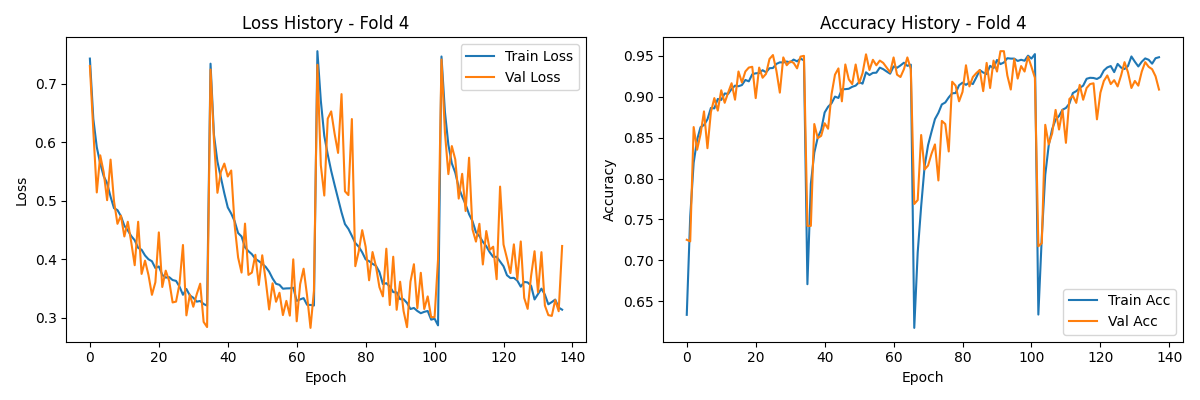 Loss History - Fold 4
Loss
0.7
0.6
0.5
0.4
0.3
0 20 40 60 80 100 120 140
Epoch
Train Loss
Val Loss
Accuracy History - Fold 4
Accuracy
0.95
0.90
0.85
0.80
0.75
0.70
0.65
0 20 40 60 80 100 120 140
Epoch
Train Acc
Val Acc